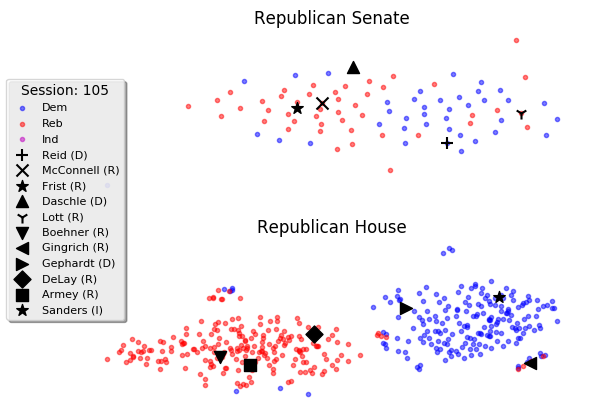 Republican Senate
Session: 105
Dem
Reb
Ind
Reid (D)
McConnell (R)
Frist (R)
Daschle (D)
Lott (R)
Boehner (R)
Gingrich (R)
Gephardt (D)
DeLay (R)
Armey (R)
Sanders (I)
Republican House